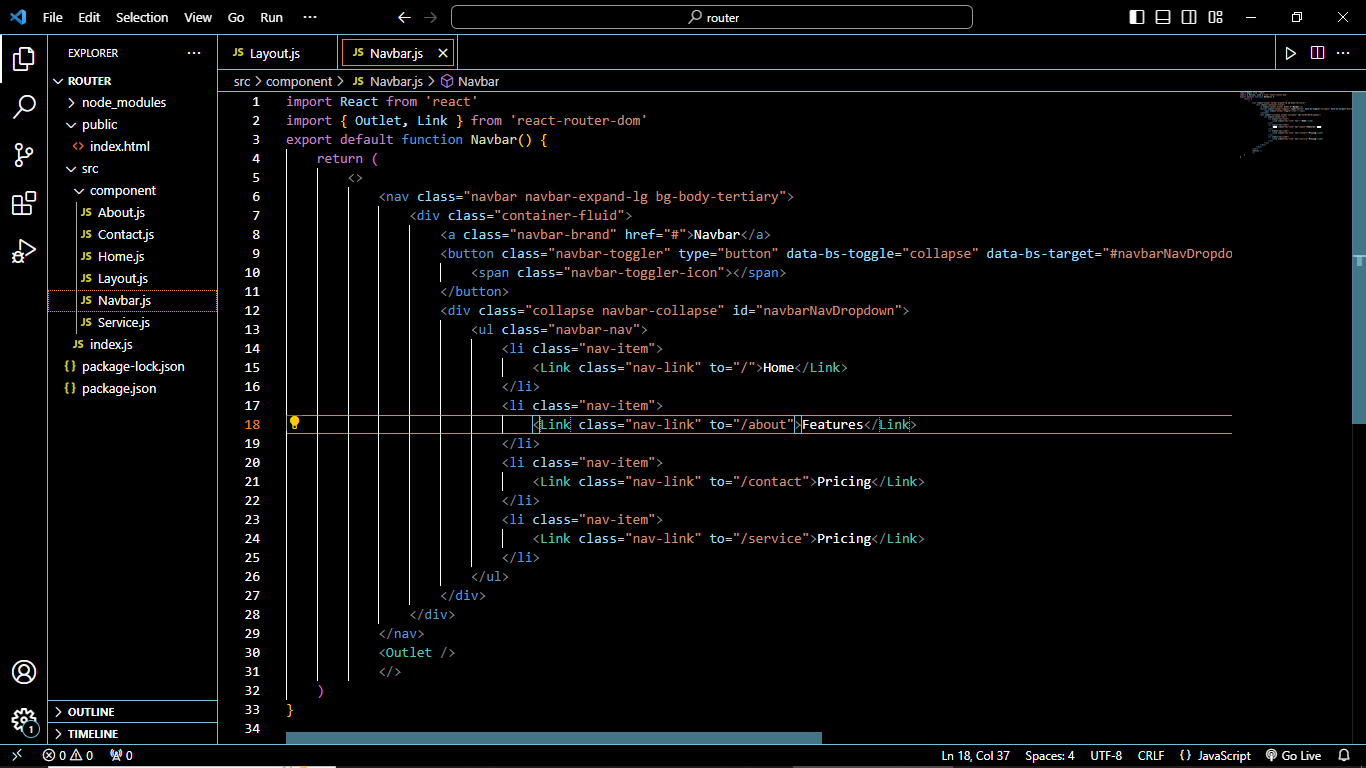 File Edit Selection View Go Run ···
router
EXPLORER ···
ROUTER
node_modules
public
<> index.html
src
component
JS About.js
JS Contact.js
JS Home.js
JS Layout.js
JS Navbar.js
JS Service.js
JS index.js
{} package-lock.json
{} package.json
OUTLINE
TIMELINE
1
JS Layout.js
JS Navbar.js
src > component > JS Navbar.js > Navbar
1 import React from 'react'
2 import { Outlet, Link } from 'react-router-dom'
3 export default function Navbar() {
4 return (
5 <>
6 <nav class="navbar navbar-expand-lg bg-body-tertiary">
7 <div class="container-fluid">
8 <a class="navbar-brand" href="#">Navbar</a>
9 <button class="navbar-toggler" type="button" data-bs-toggle="collapse" data-bs-target="#navbarNavDropdo
10 <span class="navbar-toggler-icon"></span>
11 </button>
12 <div class="collapse navbar-collapse" id="navbarNavDropdown">
13 <ul class="navbar-nav">
14 <li class="nav-item">
15 <Link class="nav-link" to="/">Home</Link>
16 </li>
17 <li class="nav-item">
18 <Link class="nav-link" to="/about">Features</Link>
19 </li>
20 <li class="nav-item">
21 <Link class="nav-link" to="/contact">Pricing</Link>
22 </li>
23 <li class="nav-item">
24 <Link class="nav-link" to="/service">Pricing</Link>
25 </li>
26 </ul>
27 </div>
28 </div>
29 </nav>
30 <Outlet />
31 </>
32 )
33 }
34
0 0 0 Ln 18, Col 37 Spaces: 4 UTF-8 CRLF {} JavaScript Go Live